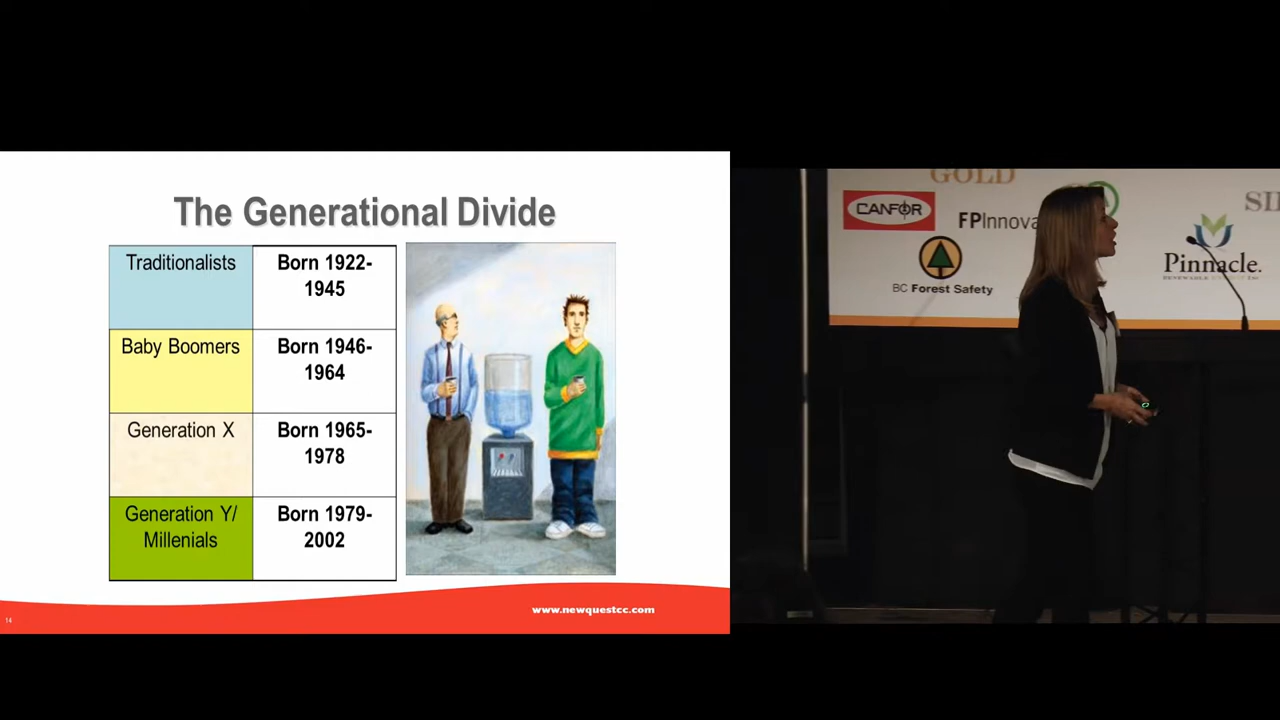 The Generational Divide
Traditionalists
Born 1922-
1945
Baby Boomers
Born 1946-
1964
Generation X
Born 1965-
1978
Generation Y/
Millenials
Born 1979-
2002
www.newquestcc.com
14
GOLD
CANFOR
FPInnova
BC Forest Safety
Pinnacle.